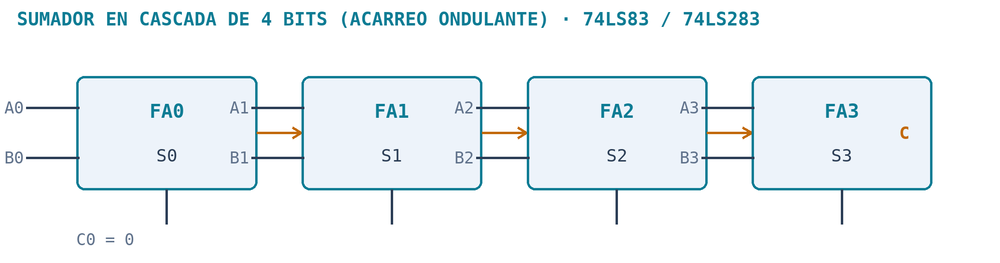 SUMADOR EN CASCADA DE 4 BITS (ACARREO ONDULANTE) · 74LS83 / 74LS283
A0 FA0 A1 FA1 A2 FA2 A3 FA3
C
B0 S0 B1 S1 B2 S2 B3 S3
C0 = 0